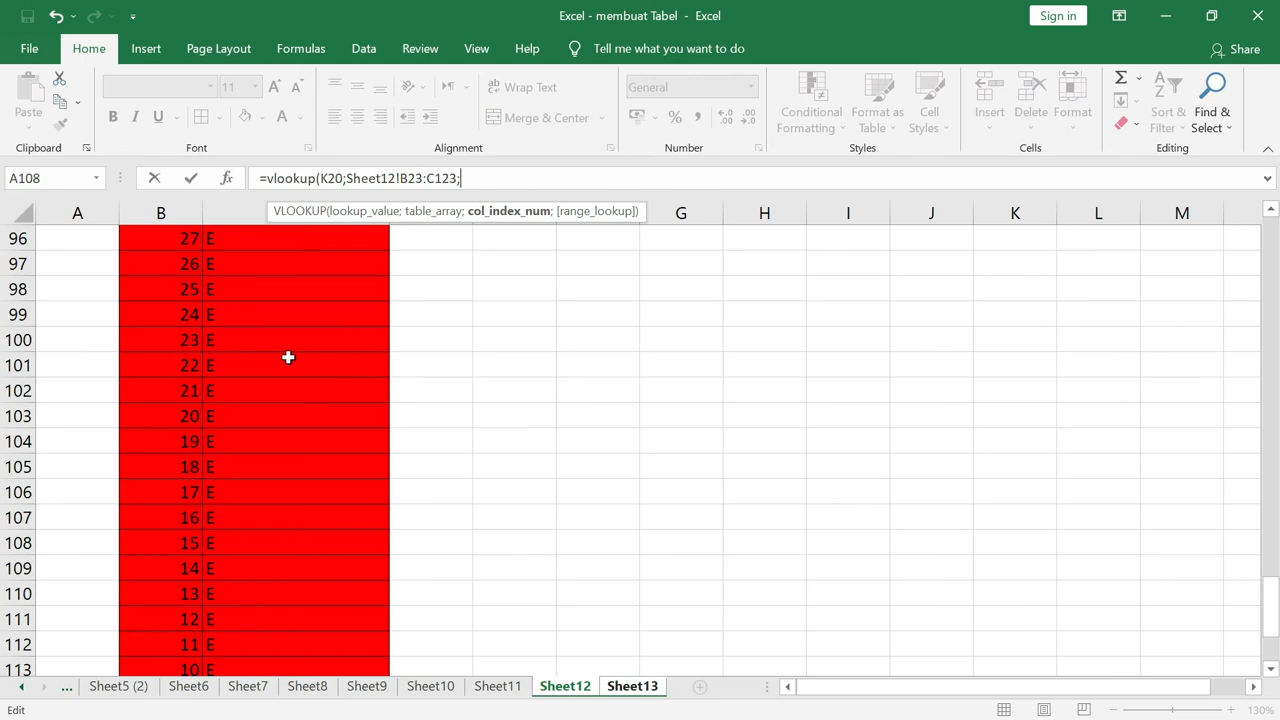 Excel - membuat Tabel - Excel
Sign in
File Home Insert Page Layout Formulas Data Review View Help Tell me what you want to do Share
Paste
11
General
Wrap Text
Merge & Center
Conditional Formatting
Format as Table
Cell Styles
Insert
Delete
Format
Sort & Filter
Find & Select
Clipboard Font Alignment Number Styles Cells Editing
A108 fx =vlookup(K20;Sheet12!B23:C123;
VLOOKUP(lookup_value; table_array; col_index_num; [range_lookup])
A B G H I J K L M
96 27 E
97 26 E
98 25 E
99 24 E
100 23 E
101 22 E
102 21 E
103 20 E
104 19 E
105 18 E
106 17 E
107 16 E
108 15 E
109 14 E
110 13 E
111 12 E
112 11 E
113 10 E
... Sheet5 (2) Sheet6 Sheet7 Sheet8 Sheet9 Sheet10 Sheet11 Sheet12 Sheet13
Edit 130%